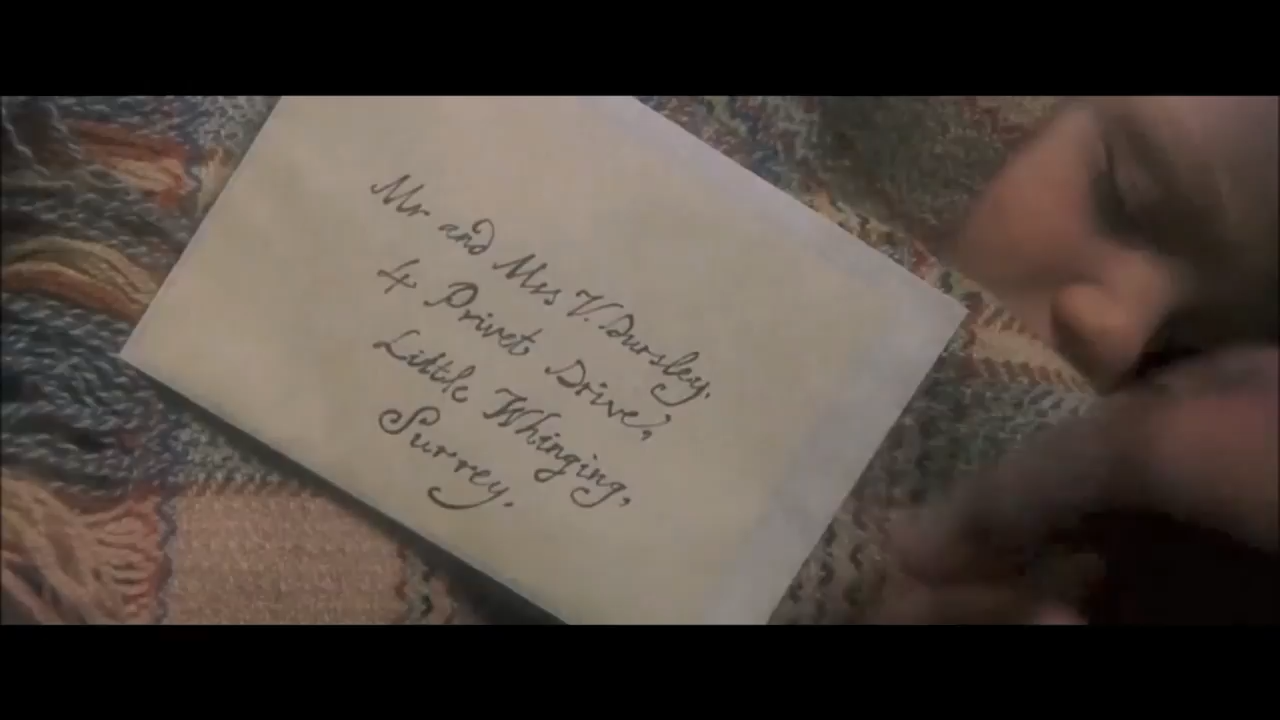 Mr and Mrs V. Dursley.
4 Privet Drive,
Little Whinging,
Surrey.